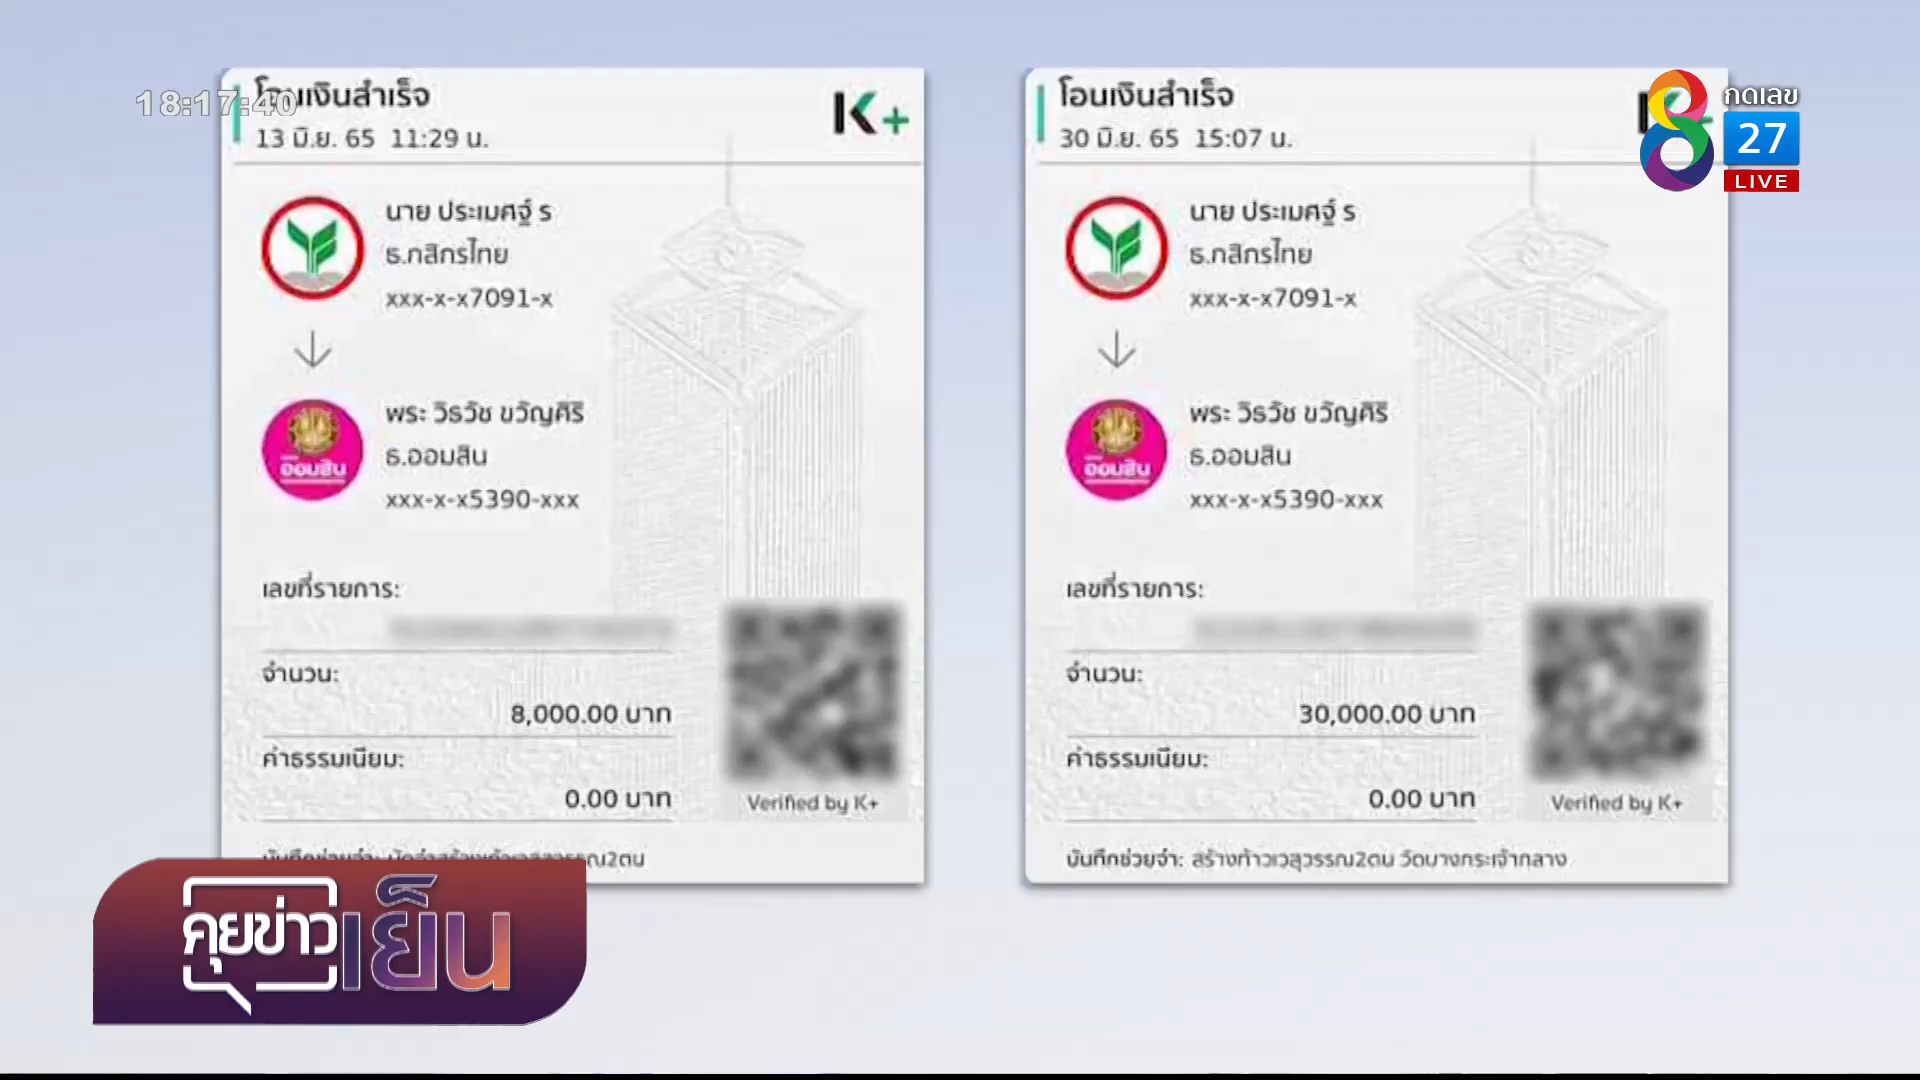 18:17:40
โอนเงินสำเร็จ
13 มิ.ย. 65 11:29 น.
K+
นาย ประเมศฐ์ ร
ธ.กสิกรไทย
xxx-x-x7091-x
ออมสิน
พระ วิธวัช ขวัญศิริ
ธ.ออมสิน
xxx-x-x5390-xxx
เลขที่รายการ:
จำนวน:
8,000.00 บาท
ค่าธรรมเนียม:
0.00 บาท
Verified by K+
โอนเงินสำเร็จ
30 มิ.ย. 65 15:07 น.
นาย ประเมศฐ์ ร
ธ.กสิกรไทย
xxx-x-x7091-x
ออมสิน
พระ วิธวัช ขวัญศิริ
ธ.ออมสิน
xxx-x-x5390-xxx
เลขที่รายการ:
จำนวน:
30,000.00 บาท
ค่าธรรมเนียม:
0.00 บาท
Verified by K+
บันทึกช่วยจำ: สร้างท้าวเวสุวรรณ2ตน วัดบางกระเจ้ากลาง
8
กดเลข
27
LIVE
คุยข่าวเย็น